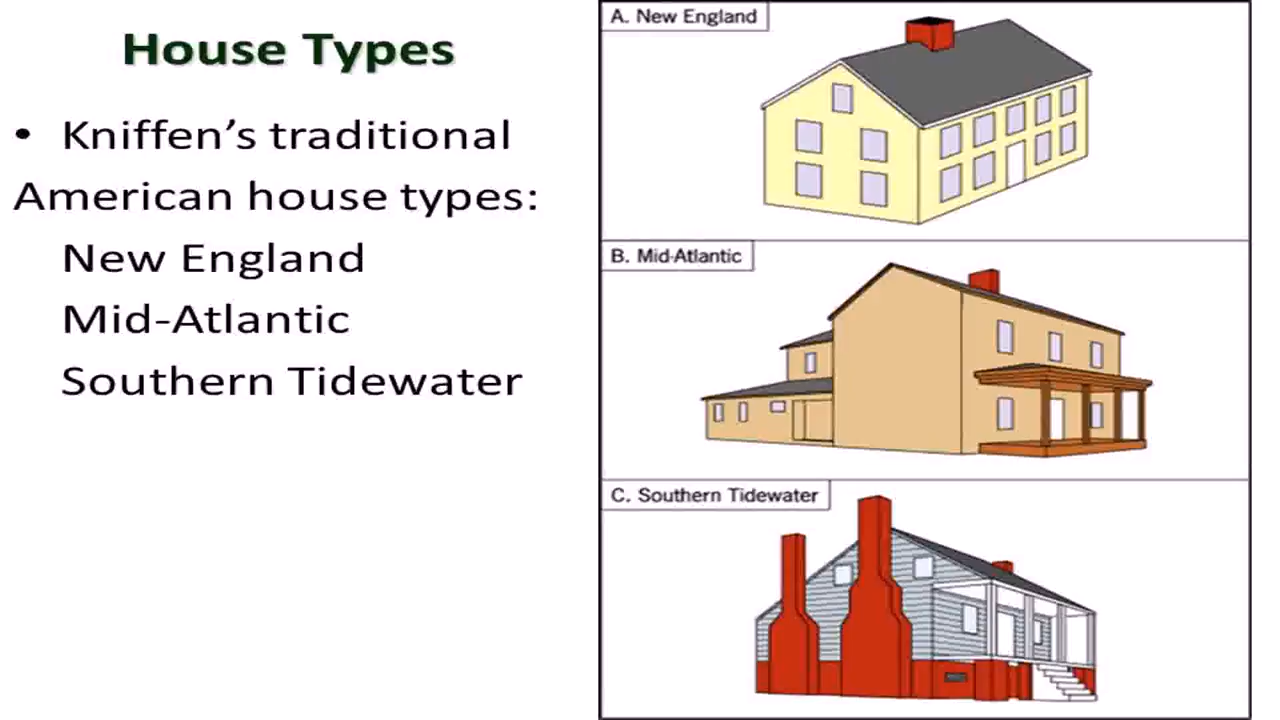 House Types
• Kniffen’s traditional
American house types:
New England
Mid-Atlantic
Southern Tidewater
A. New England
B. Mid-Atlantic
C. Southern Tidewater